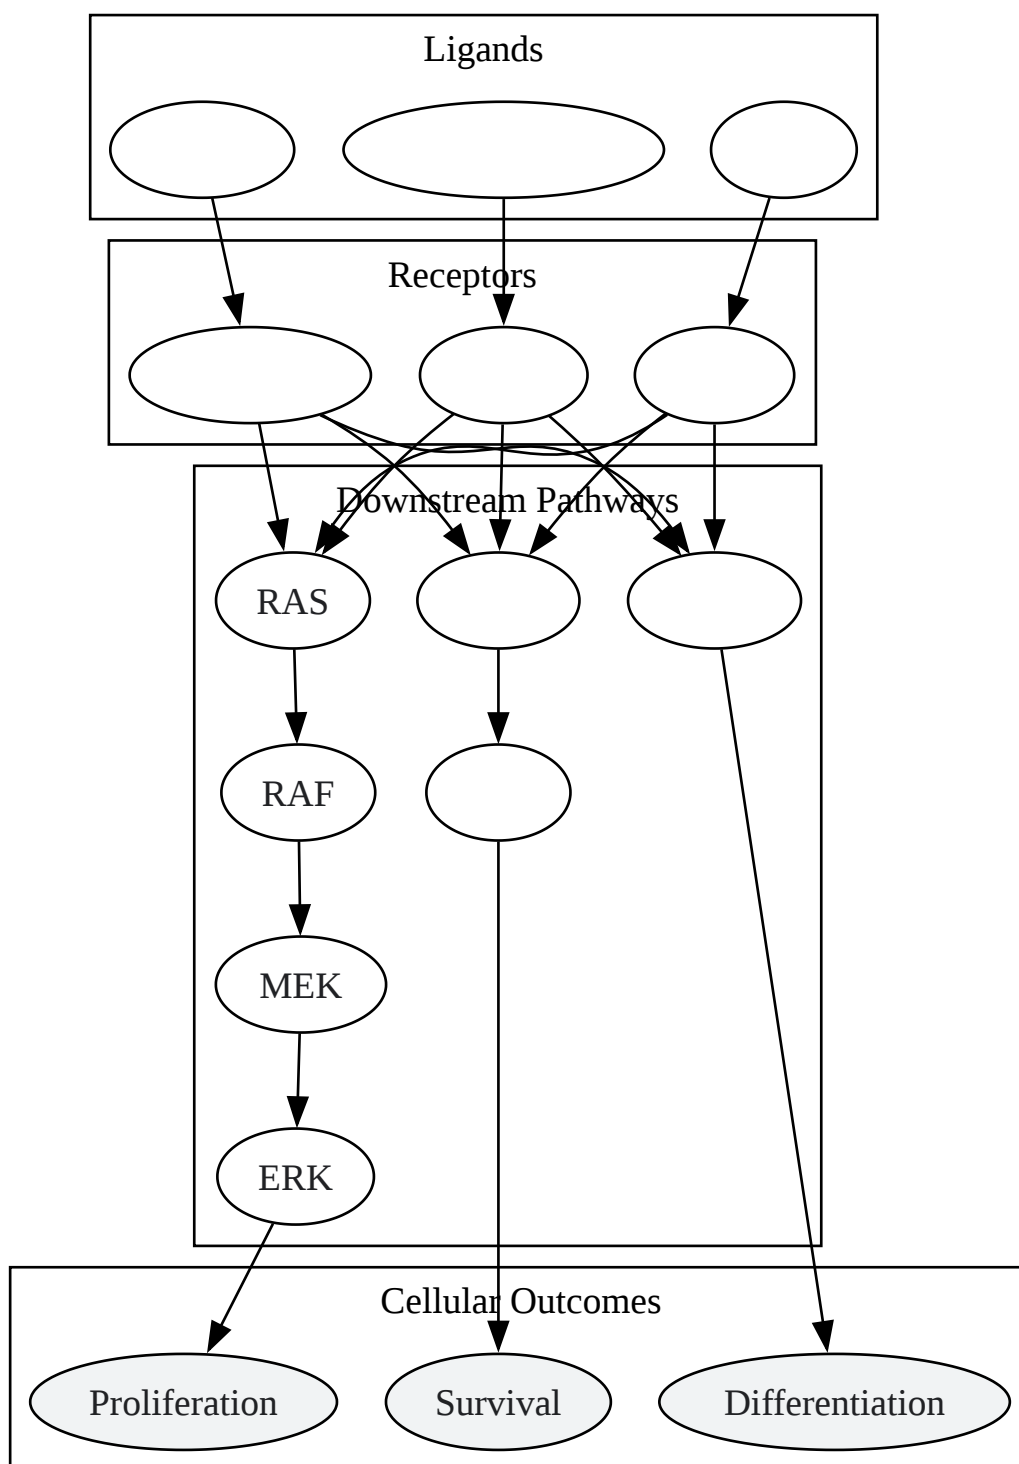 Ligands
Receptors
Downstream Pathways
RAS
RAF
MEK
ERK
Cellular Outcomes
Proliferation
Survival
Differentiation